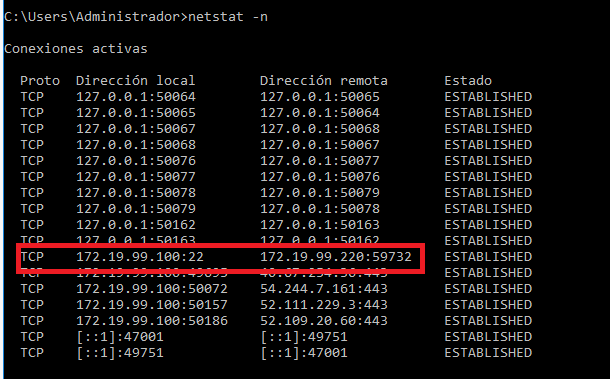 C:\Users\Administrador>netstat -n
Conexiones activas
Proto Dirección local Dirección remota Estado
TCP 127.0.0.1:50064 127.0.0.1:50065 ESTABLISHED
TCP 127.0.0.1:50065 127.0.0.1:50064 ESTABLISHED
TCP 127.0.0.1:50067 127.0.0.1:50068 ESTABLISHED
TCP 127.0.0.1:50068 127.0.0.1:50067 ESTABLISHED
TCP 127.0.0.1:50076 127.0.0.1:50077 ESTABLISHED
TCP 127.0.0.1:50077 127.0.0.1:50076 ESTABLISHED
TCP 127.0.0.1:50078 127.0.0.1:50079 ESTABLISHED
TCP 127.0.0.1:50079 127.0.0.1:50078 ESTABLISHED
TCP 127.0.0.1:50162 127.0.0.1:50163 ESTABLISHED
TCP 127.0.0.1:50163 127.0.0.1:50162 ESTABLISHED
TCP 172.19.99.100:22 172.19.99.220:59732 ESTABLISHED
TCP ESTABLISHED
TCP 172.19.99.100:50072 54.244.7.161:443 ESTABLISHED
TCP 172.19.99.100:50157 52.111.229.3:443 ESTABLISHED
TCP 172.19.99.100:50186 52.109.20.60:443 ESTABLISHED
TCP [::1]:47001 [::1]:49751 ESTABLISHED
TCP [::1]:49751 [::1]:47001 ESTABLISHED